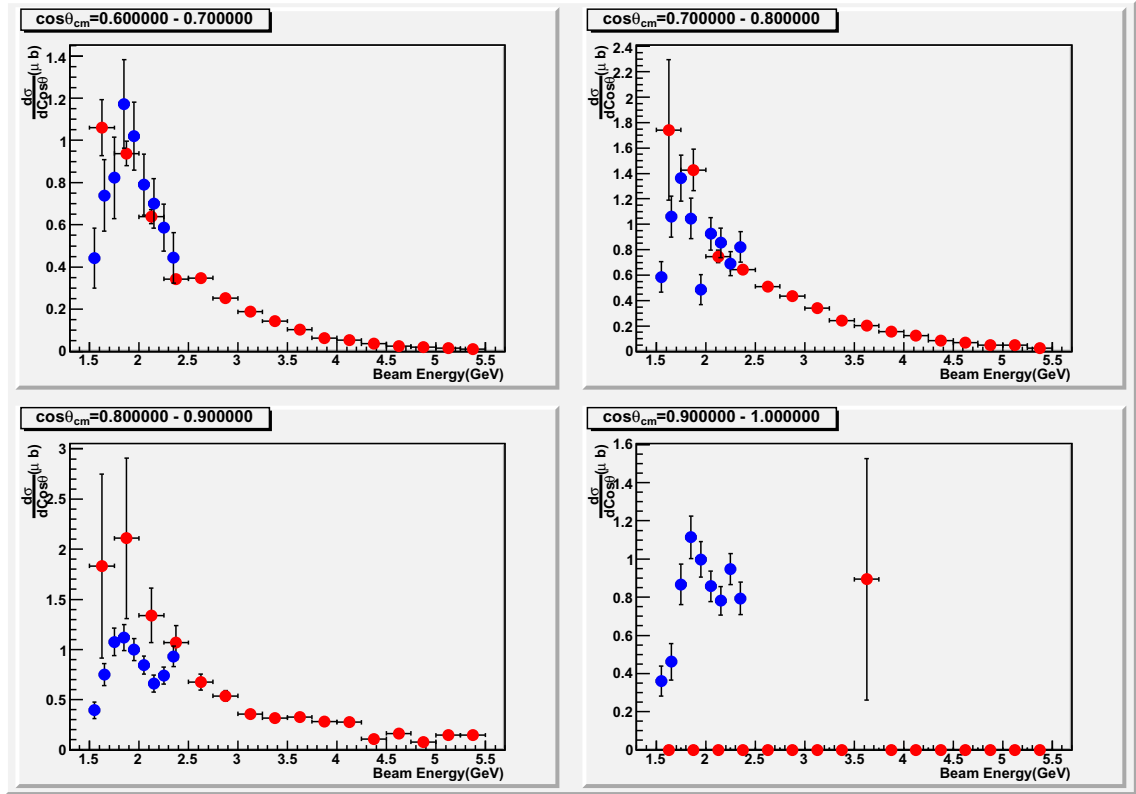 cosθcm=0.600000 - 0.700000
dσ/dCosθ(μ b)
1.4
1.2
1
0.8
0.6
0.4
0.2
0
1.5 2 2.5 3 3.5 4 4.5 5 5.5
Beam Energy(GeV)
cosθcm=0.700000 - 0.800000
dσ/dCosθ(μ b)
2.4
2.2
2
1.8
1.6
1.4
1.2
1
0.8
0.6
0.4
0.2
0
1.5 2 2.5 3 3.5 4 4.5 5 5.5
Beam Energy(GeV)
cosθcm=0.800000 - 0.900000
dσ/dCosθ(μ b)
3
2.5
2
1.5
1
0.5
0
1.5 2 2.5 3 3.5 4 4.5 5 5.5
Beam Energy(GeV)
cosθcm=0.900000 - 1.000000
dσ/dCosθ(μ b)
1.6
1.4
1.2
1
0.8
0.6
0.4
0.2
0
1.5 2 2.5 3 3.5 4 4.5 5 5.5
Beam Energy(GeV)